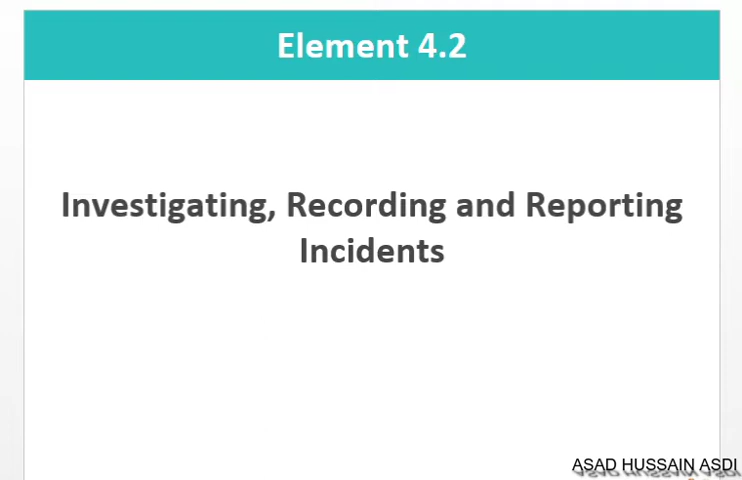 Element 4.2
Investigating, Recording and Reporting
Incidents
ASAD HUSSAIN ASDI